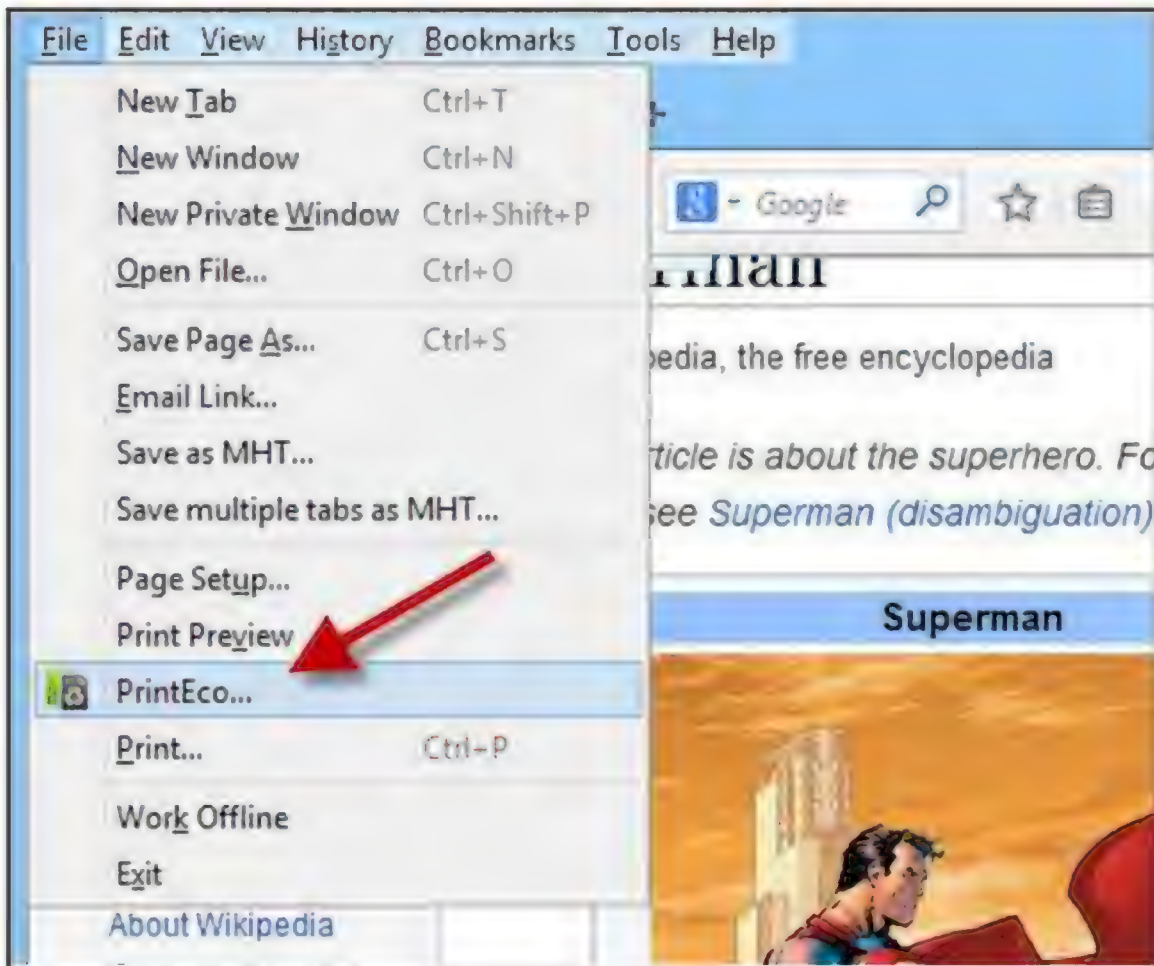 File Edit View History Bookmarks Tools Help
New Tab Ctrl+T
New Window Ctrl+N
New Private Window Ctrl+Shift+P
Open File... Ctrl+O
Save Page As... Ctrl+S
Email Link...
Save as MHT...
Save multiple tabs as MHT...
Page Setup...
Print Preview
PrintEco...
Print... Ctrl+P
Work Offline
Exit
About Wikipedia
Google
rman
pedia, the free encyclopedia
ticle is about the superhero. Fo
see Superman (disambiguation)
Superman